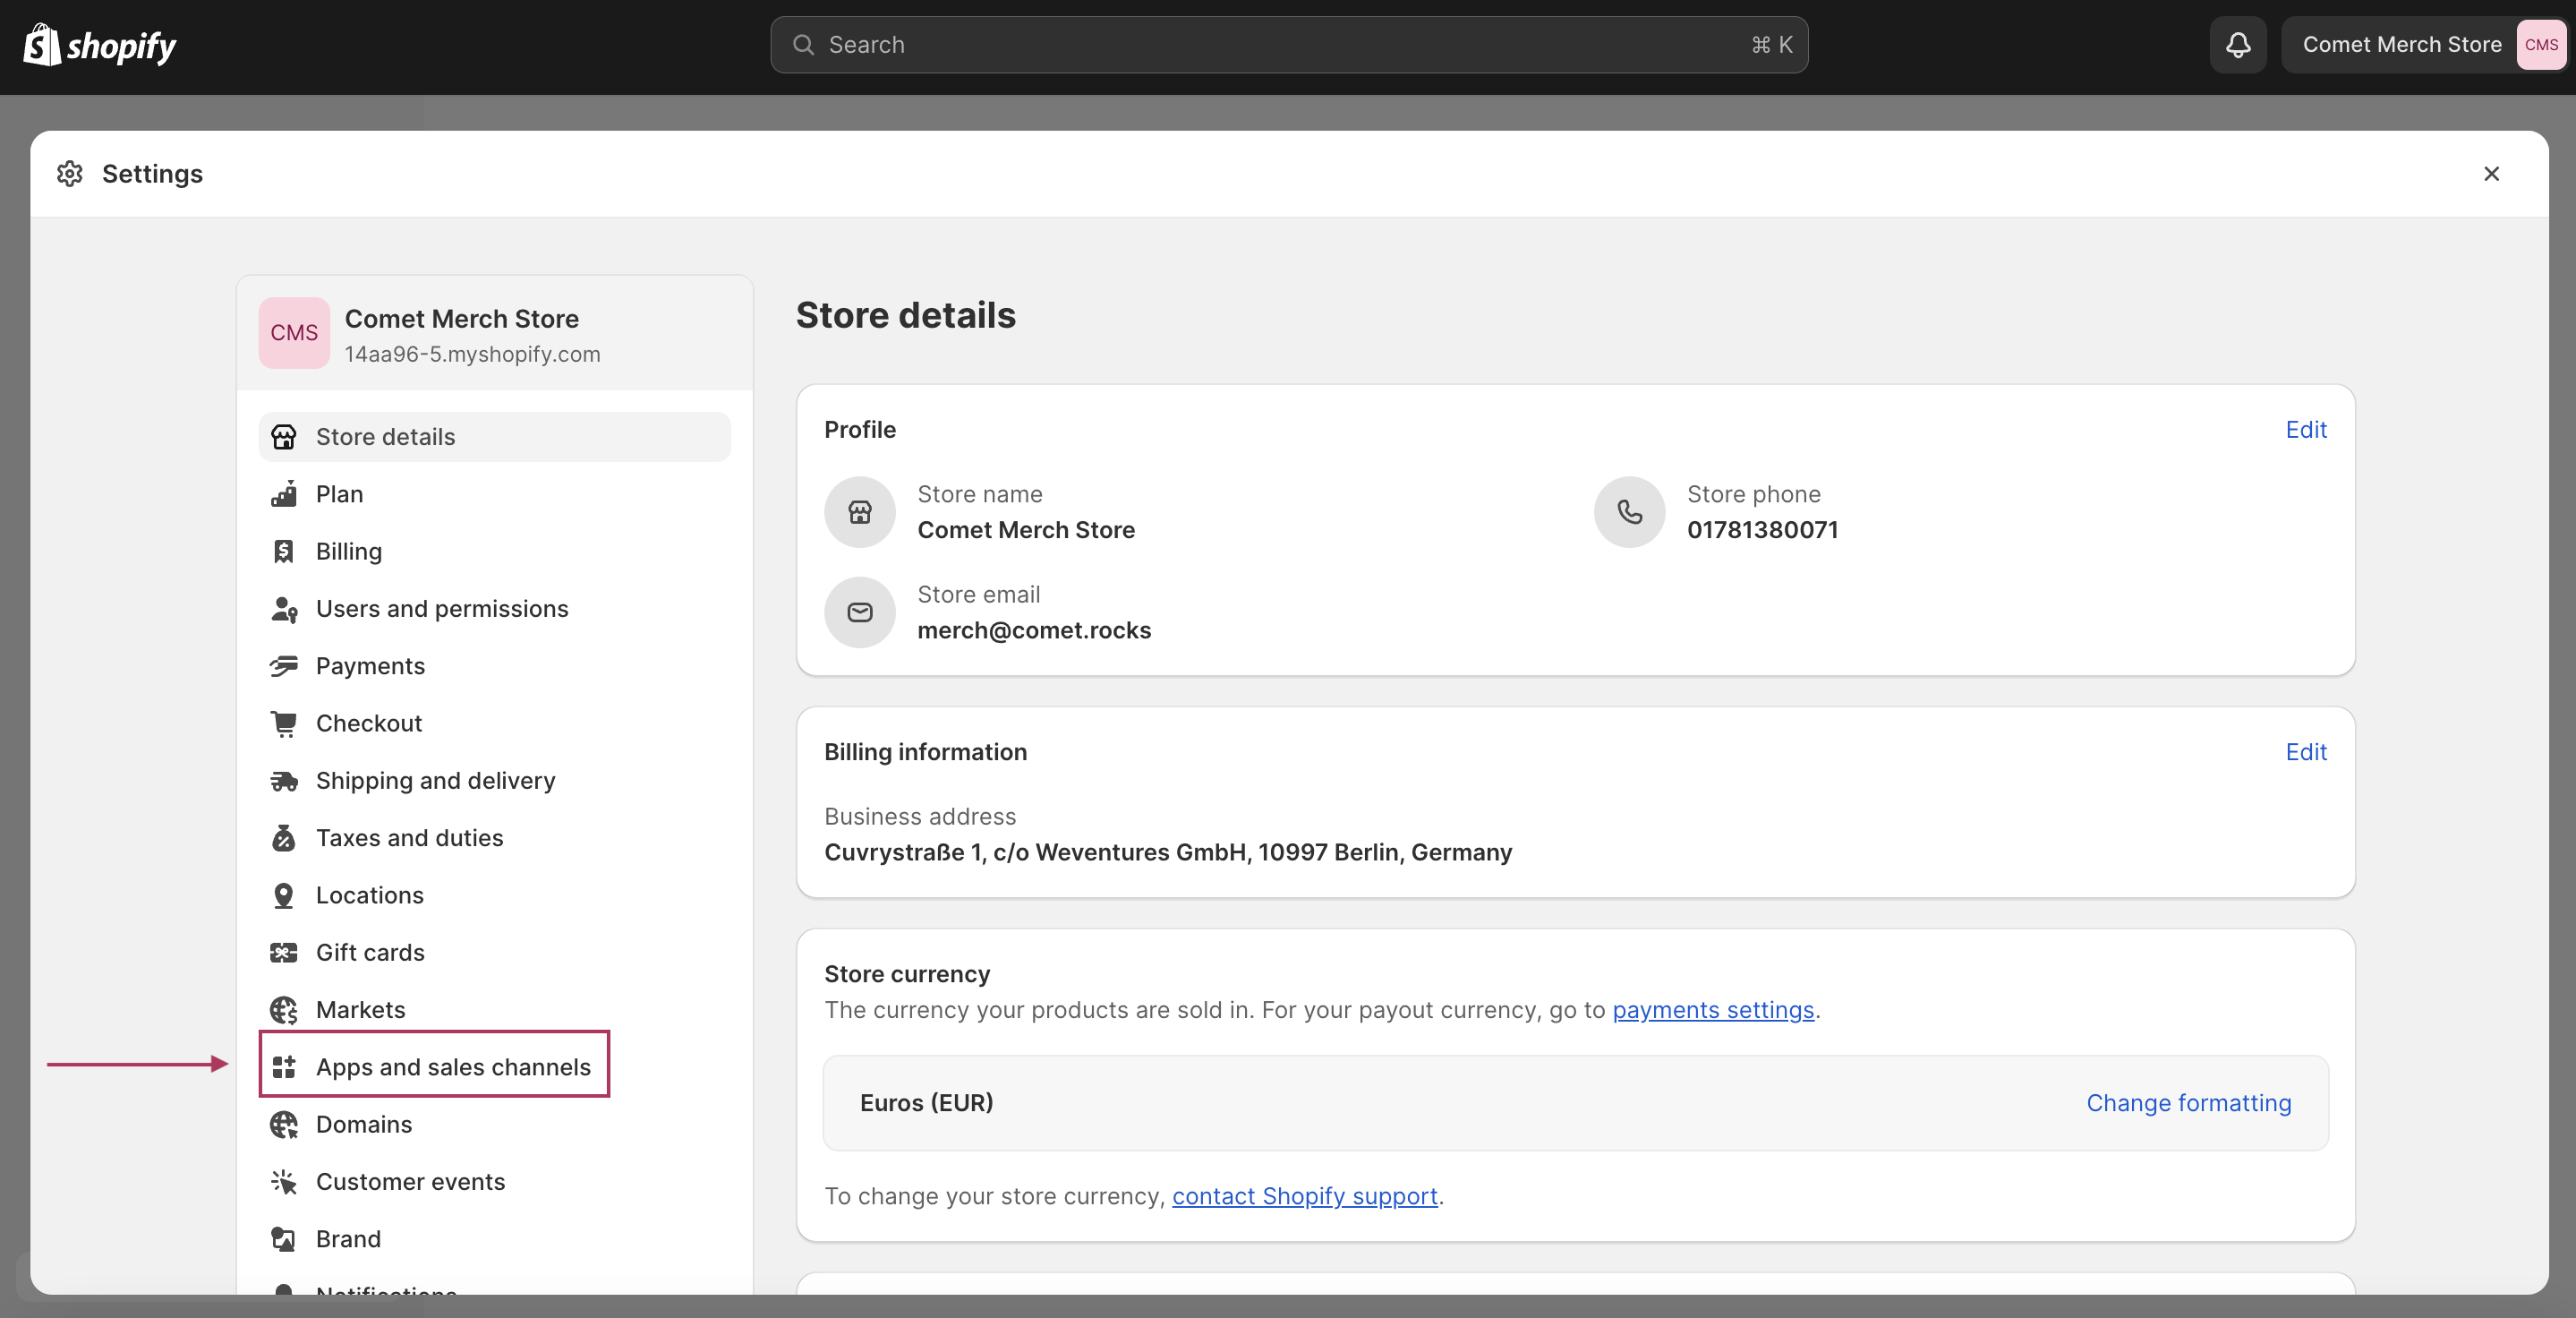 shopify
Search
⌘ K
Comet Merch Store
CMS
Settings
CMS
Comet Merch Store
14aa96-5.myshopify.com
Store details
Plan
Billing
Users and permissions
Payments
Checkout
Shipping and delivery
Taxes and duties
Locations
Gift cards
Markets
Apps and sales channels
Domains
Customer events
Brand
Notifications
Store details
Profile
Edit
Store name
Comet Merch Store
Store phone
01781380071
Store email
merch@comet.rocks
Billing information
Edit
Business address
Cuvrystraße 1, c/o Weventures GmbH, 10997 Berlin, Germany
Store currency
The currency your products are sold in. For your payout currency, go to payments settings.
Euros (EUR)
Change formatting
To change your store currency, contact Shopify support.